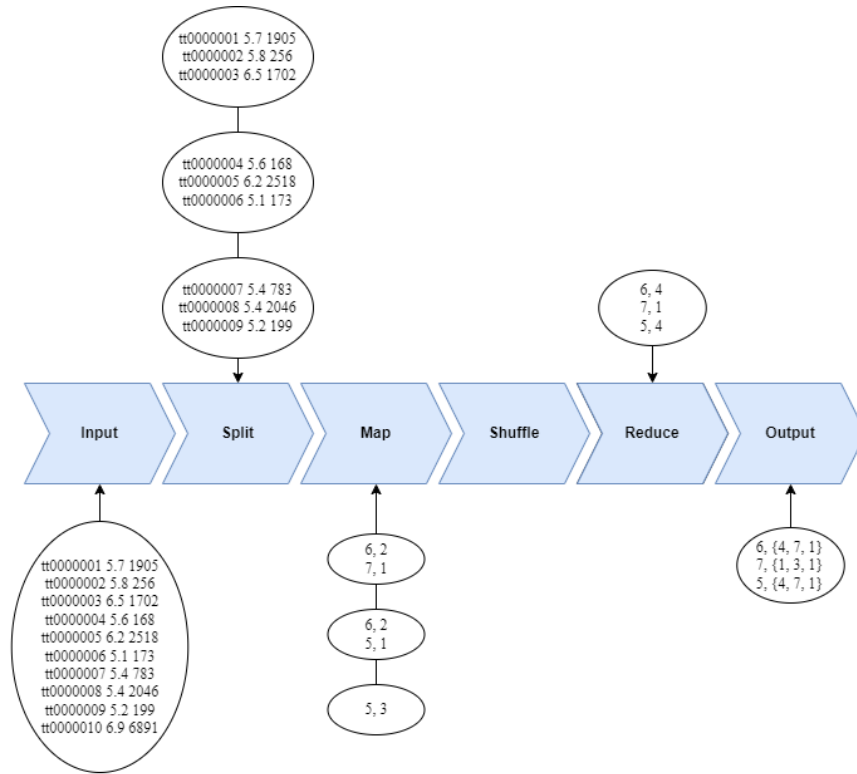 tt0000001 5.7 1905
tt0000002 5.8 256
tt0000003 6.5 1702
tt0000004 5.6 168
tt0000005 6.2 2518
tt0000006 5.1 173
tt0000007 5.4 783
tt0000008 5.4 2046
tt0000009 5.2 199
6, 4
7, 1
5, 4
Input
Split
Map
Shuffle
Reduce
Output
tt0000001 5.7 1905
tt0000002 5.8 256
tt0000003 6.5 1702
tt0000004 5.6 168
tt0000005 6.2 2518
tt0000006 5.1 173
tt0000007 5.4 783
tt0000008 5.4 2046
tt0000009 5.2 199
tt0000010 6.9 6891
6, 2
7, 1
6, 2
5, 1
5, 3
6, {4, 7, 1}
7, {1, 3, 1}
5, {4, 7, 1}